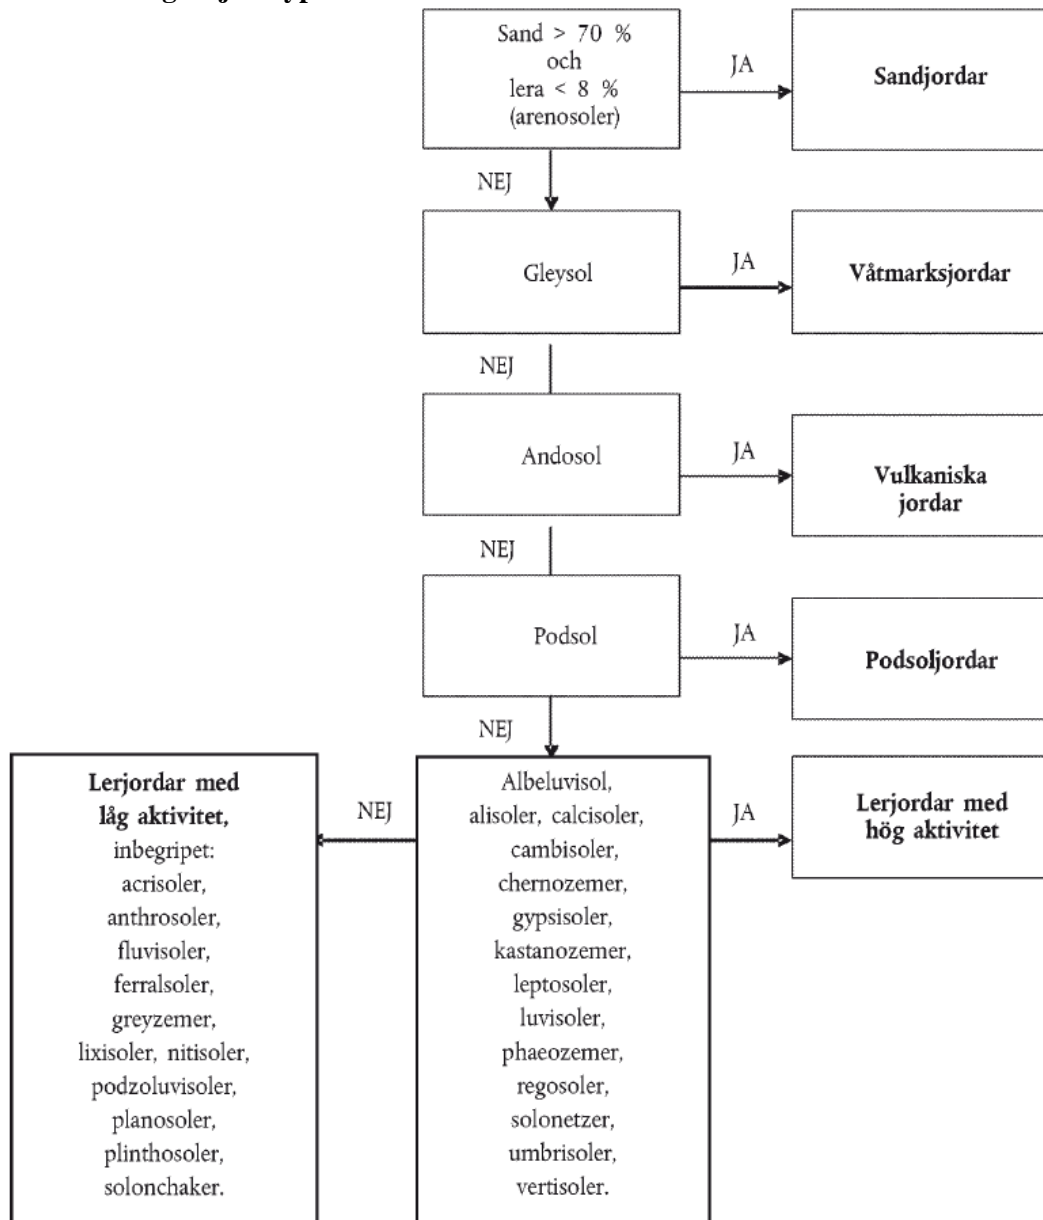 Sand > 70 %
och
lera < 8 %
(arenosoler)
JA
Sandjordar
NEJ
Gleysol
JA
Våtmarksjordar
NEJ
Andosol
JA
Vulkaniska
jordar
NEJ
Podsol
JA
Podsoljordar
NEJ
Lerjordar med
låg aktivitet,
inbegripet:
acrisoler,
anthrosoler,
fluvisoler,
ferralsoler,
greyzemer,
lixisoler, nitisoler,
podzoluvisoler,
planosoler,
plinthosoler,
solonchaker.
NEJ
Albeluvisol,
alisoler, calcisoler,
cambisoler,
chernozemer,
gypsisoler,
kastanozemer,
leptosoler,
luvisoler,
phaeozemer,
regosoler,
solonetzer,
umbrisoler,
vertisoler.
JA
Lerjordar med
hög aktivitet